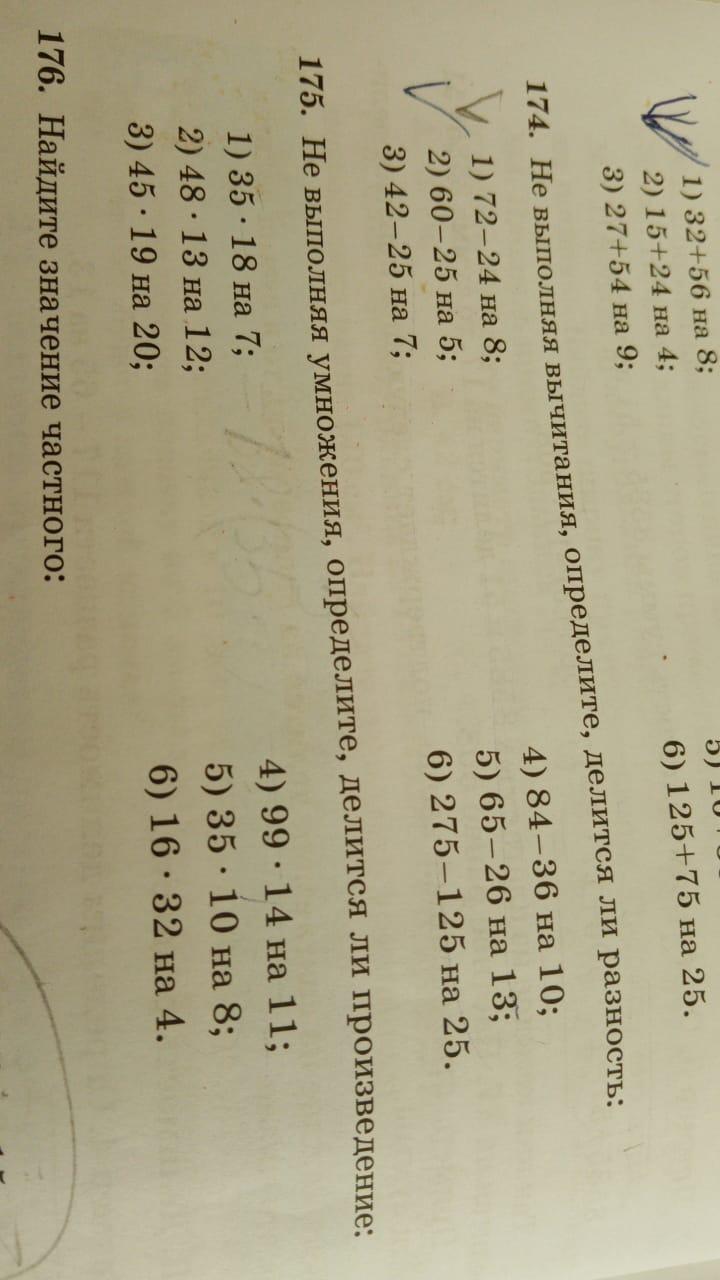 1) 32+56 на 8;
2) 15+24 на 4;
3) 27+54 на 9;
5)
6) 125+75 на 25.
174. Не выполняя вычитания, определите, делится ли разность:
1) 72–24 на 8;
2) 60–25 на 5;
3) 42–25 на 7;
4) 84–36 на 10;
5) 65–26 на 13;
6) 275–125 на 25.
175. Не выполняя умножения, определите, делится ли произведение:
1) 35 · 18 на 7;
2) 48 · 13 на 12;
3) 45 · 19 на 20;
4) 99 · 14 на 11;
5) 35 · 10 на 8;
6) 16 · 32 на 4.
176. Найдите значение частного: